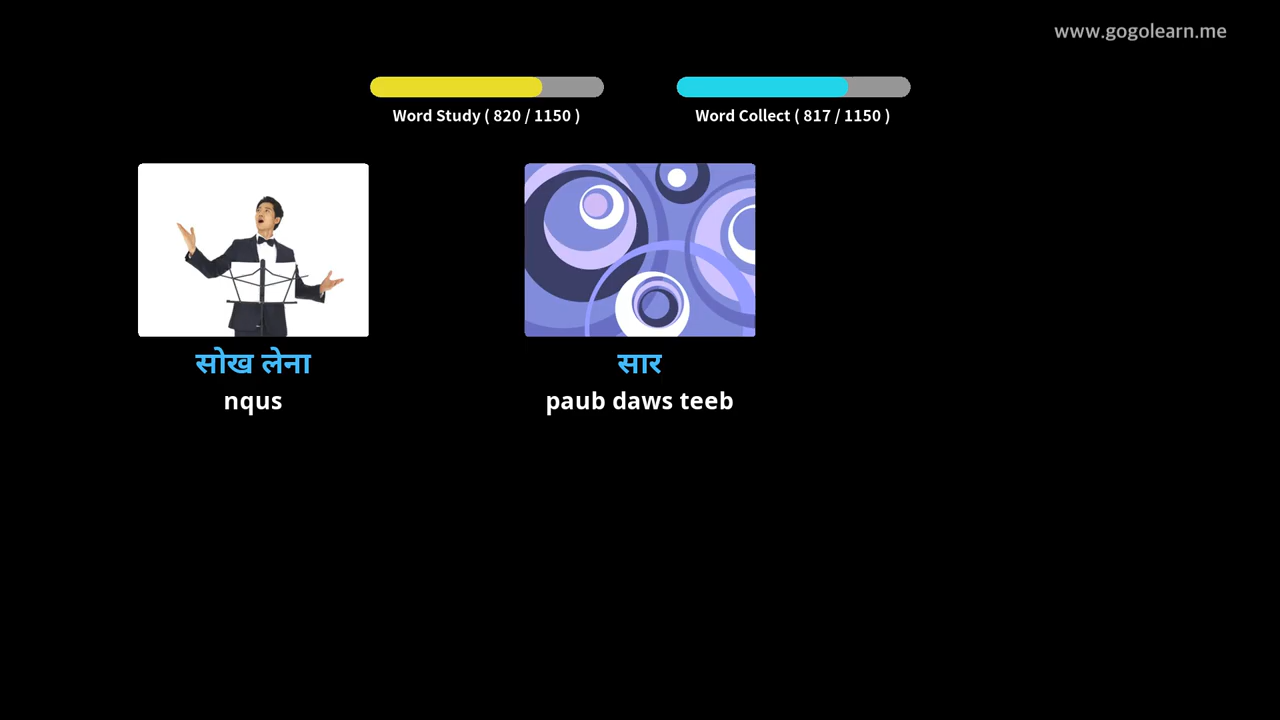 www.gogolearn.me
Word Study ( 820 / 1150 )
Word Collect ( 817 / 1150 )
सोख लेना
nqus
सार
paub daws teeb